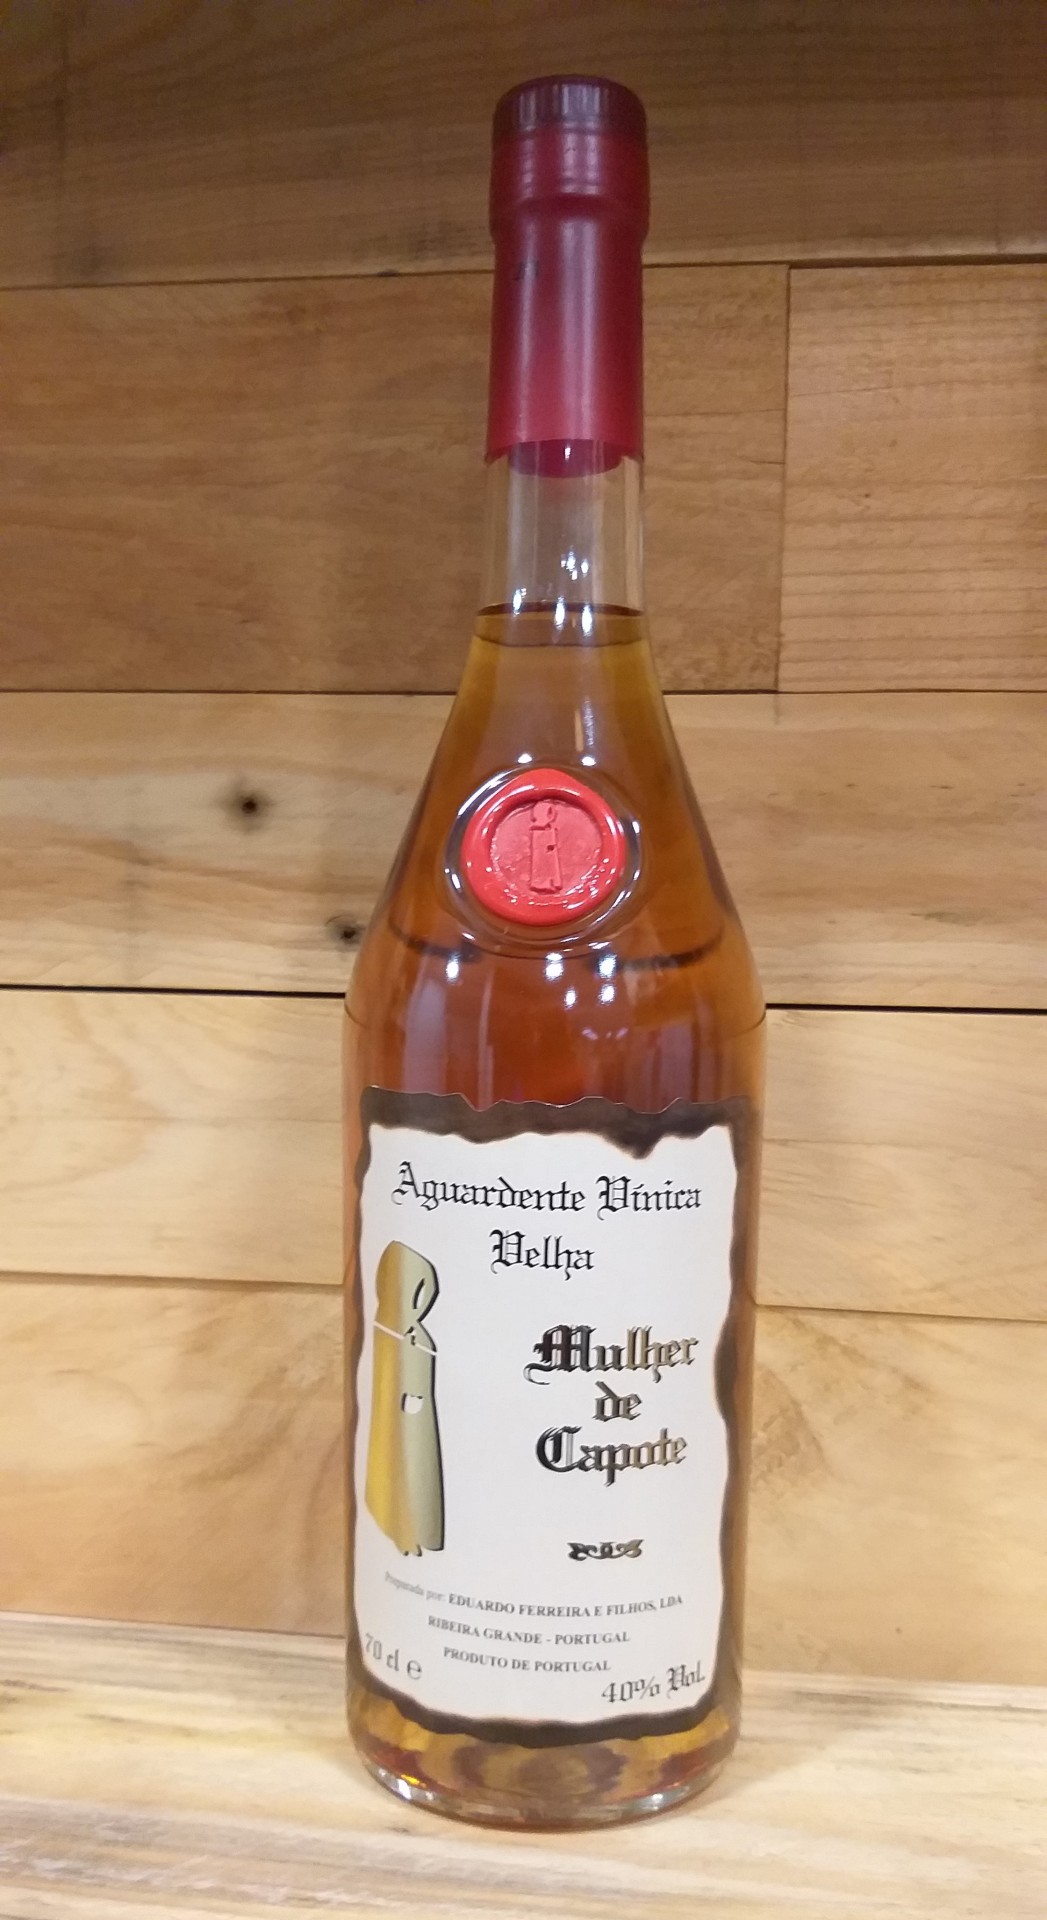 Aguardente Vínica
Velha
Mulher
de
Capote
Preparada por: EDUARDO FERREIRA E FILHOS, LDA
RIBEIRA GRANDE - PORTUGAL
PRODUTO DE PORTUGAL
70 cl ℮
40% Vol.